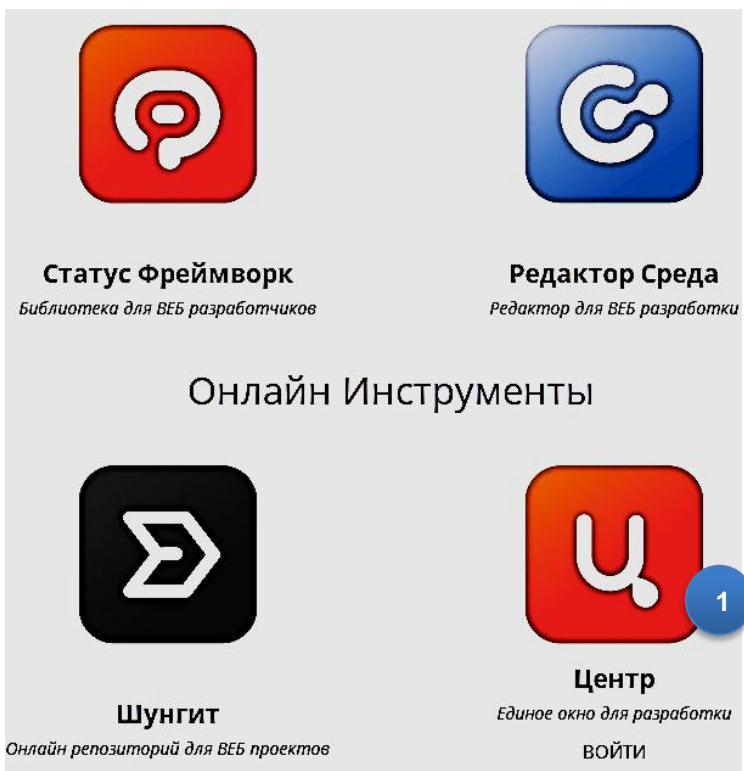 Статус Фреймворк
Библиотека для ВЕБ разработчиков
Редактор Среда
Редактор для ВЕБ разработки
Онлайн Инструменты
1
Шунгит
Онлайн репозиторий для ВЕБ проектов
Центр
Единое окно для разработки
ВОЙТИ